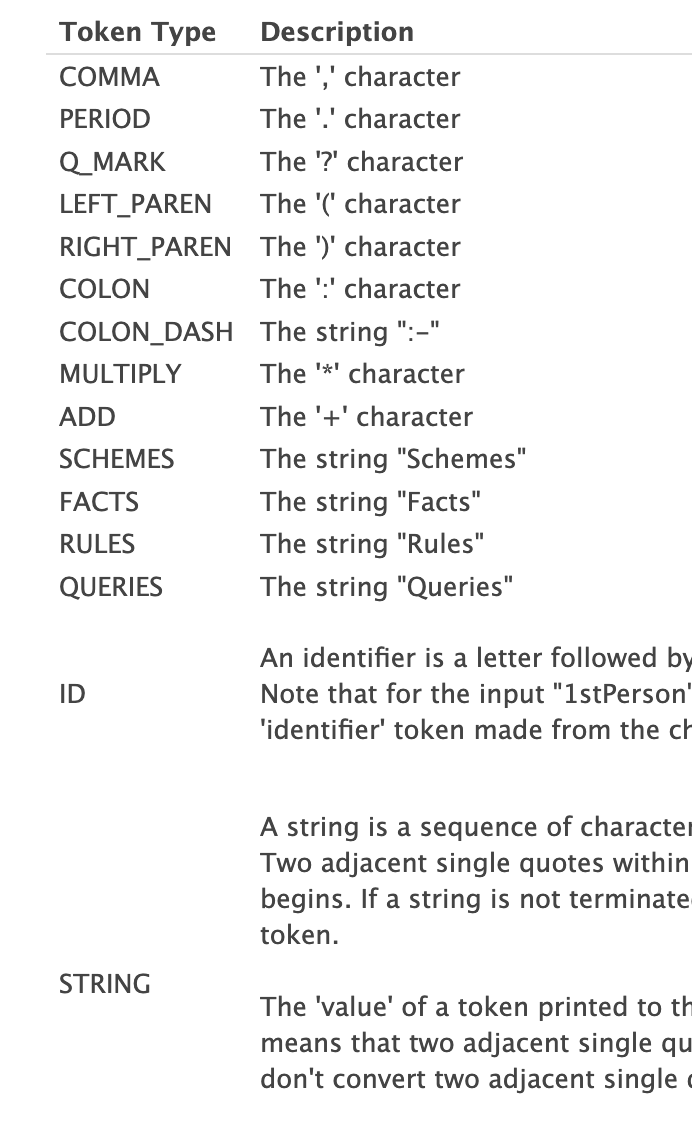 Token Type Description
COMMA The ',' character
PERIOD The '.' character
Q_MARK The '?' character
LEFT_PAREN The '(' character
RIGHT_PAREN The ')' character
COLON The ':' character
COLON_DASH The string ":-"
MULTIPLY The '*' character
ADD The '+' character
SCHEMES The string "Schemes"
FACTS The string "Facts"
RULES The string "Rules"
QUERIES The string "Queries"
An identifier is a letter followed by
ID Note that for the input "1stPerson"
'identifier' token made from the ch
A string is a sequence of character
Two adjacent single quotes within
begins. If a string is not terminate
token.
STRING
The 'value' of a token printed to th
means that two adjacent single qu
don't convert two adjacent single